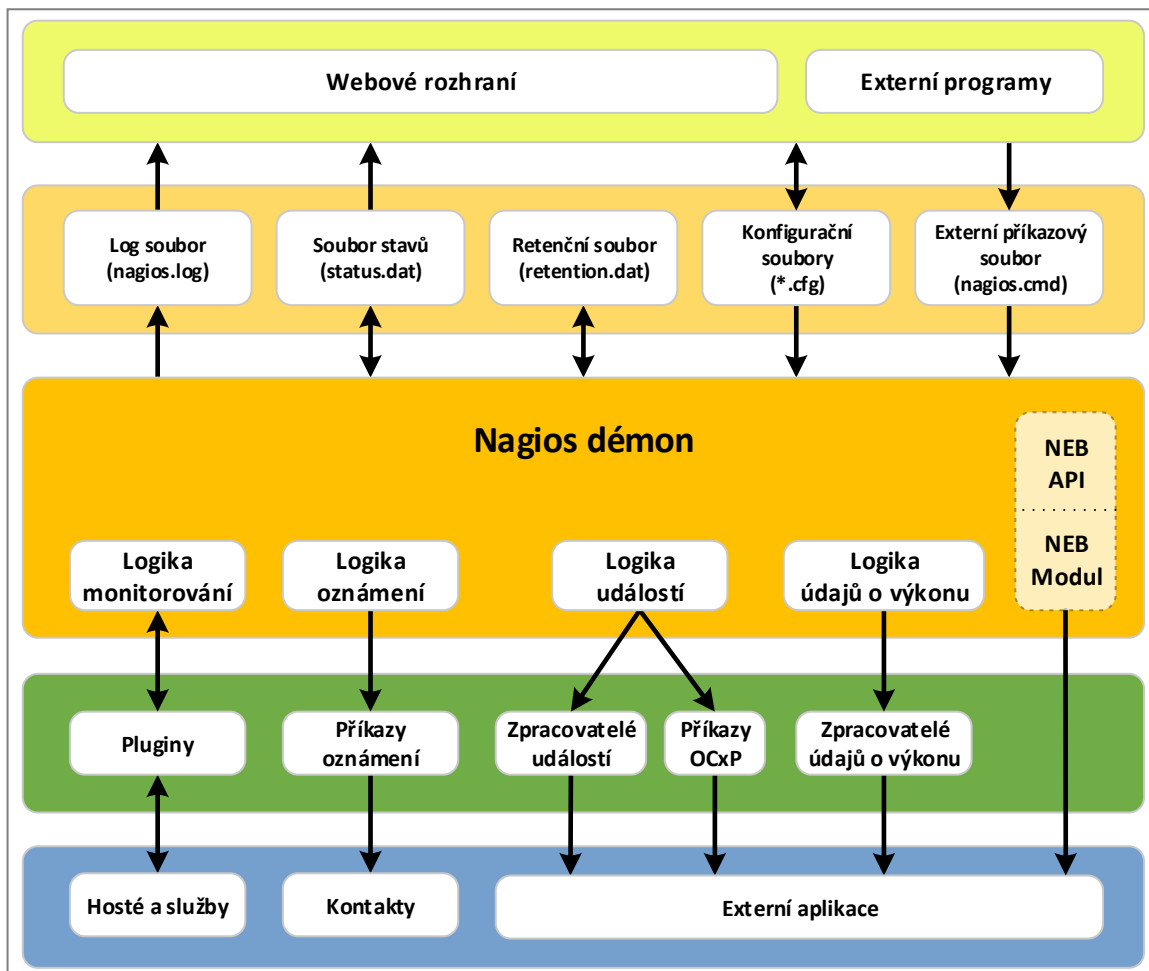 Webové rozhraní
Externí programy
Log soubor
(nagios.log)
Soubor stavů
(status.dat)
Retenční soubor
(retention.dat)
Konfigurační
soubory
(*.cfg)
Externí příkazový
soubor
(nagios.cmd)
Nagios démon
NEB
API
NEB
Modul
Logika
monitorování
Logika
oznámení
Logika
událostí
Logika
údajů o výkonu
Pluginy
Příkazy
oznámení
Zpracovatelé
událostí
Příkazy
OCxP
Zpracovatelé
údajů o výkonu
Hosté a služby
Kontakty
Externí aplikace